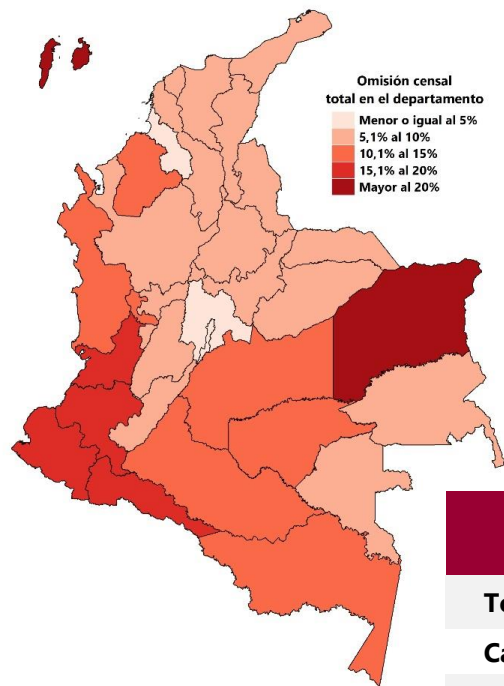 Omisión censal
total en el departamento
Menor o igual al 5%
5,1% al 10%
10,1% al 15%
15,1% al 20%
Mayor al 20%